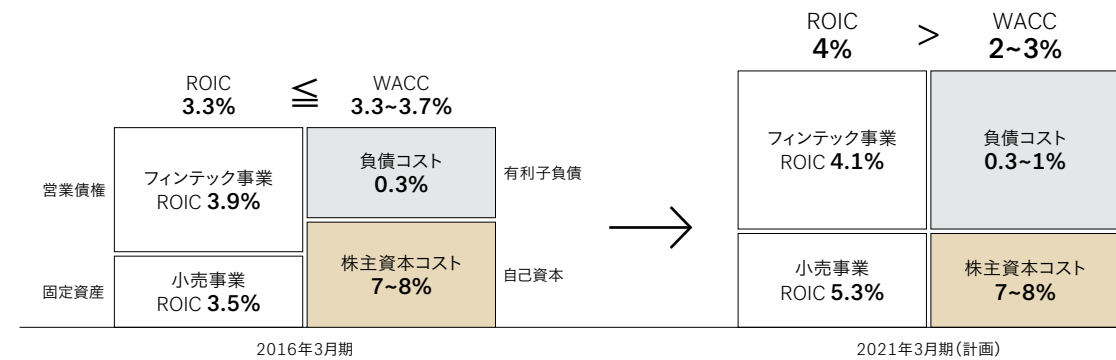 ROIC
3.3%
≦
WACC
3.3~3.7%
営業債権
フィンテック事業
ROIC 3.9%
負債コスト
0.3%
有利子負債
固定資産
小売事業
ROIC 3.5%
株主資本コスト
7~8%
自己資本
2016年3月期
ROIC
4%
>
WACC
2~3%
フィンテック事業
ROIC 4.1%
負債コスト
0.3~1%
小売事業
ROIC 5.3%
株主資本コスト
7~8%
2021年3月期(計画)